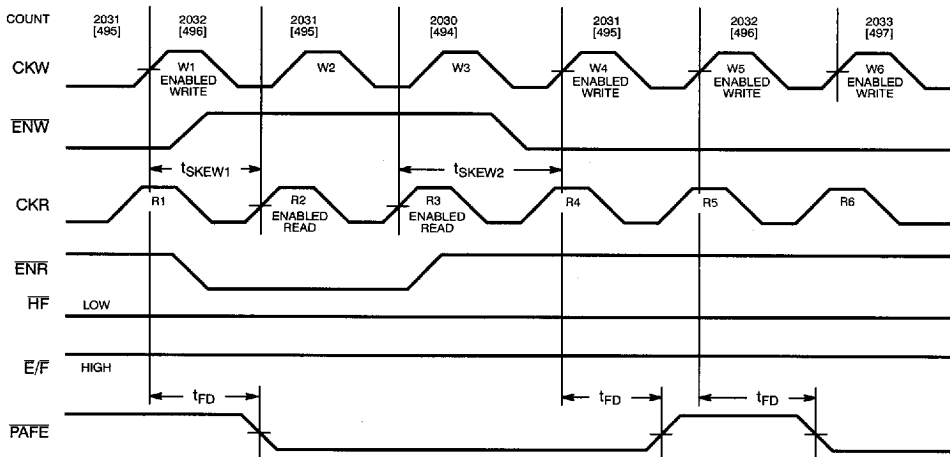 COUNT 2031 2032 2031 2030 2031 2032 2033
[495] [496] [495] [494] [495] [496] [497]
CKW W1 W2 W3 W4 W5 W6
ENABLED ENABLED ENABLED ENABLED
WRITE WRITE WRITE WRITE
ENW
tSKEW1 tSKEW2
CKR R1 R2 R3 R4 R5 R6
ENABLED ENABLED
READ READ
ENR
HF LOW
E/F HIGH
tFD tFD tFD
PAFE